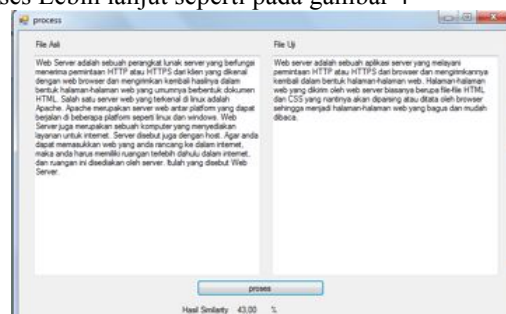 ses Lebih lanjut seperti pada gambar 4
process
File Asli
Web Server adalah sebuah perangkat lunak server yang berfungsi
menerima permintaan HTTP atau HTTPS dari klien yang dikenal
dengan web browser dan mengirimkan kembali hasilnya dalam
bentuk halaman-halaman web yang umumnya berbentuk dokumen
HTML. Salah satu server web yang terkenal di linux adalah
Apache. Apache merupakan server web antar platform yang dapat
berjalan di beberapa platform seperti linux dan windows. Web
Server juga merupakan sebuah komputer yang menyediakan
layanan untuk internet. Server disebut juga dengan host. Agar anda
dapat memasukkan web yang anda rancang ke dalam internet,
maka anda harus memiliki ruangan terlebih dahulu dalam internet,
dan ruangan ini disediakan oleh server. Itulah yang disebut Web
Server.
File Uji
Web server adalah sebuah aplikasi server yang melayani
permintaan HTTP atau HTTPS dari browser dan mengirimkannya
kembali dalam bentuk halaman-halaman web. Halaman-halaman
web yang dikirim oleh web server biasanya berupa file-file HTML
dan CSS yang nantinya akan diparsing atau ditata oleh browser
sehingga menjadi halaman-halaman web yang bagus dan mudah
dibaca.
proses
Hasil Similarity 43,00 %